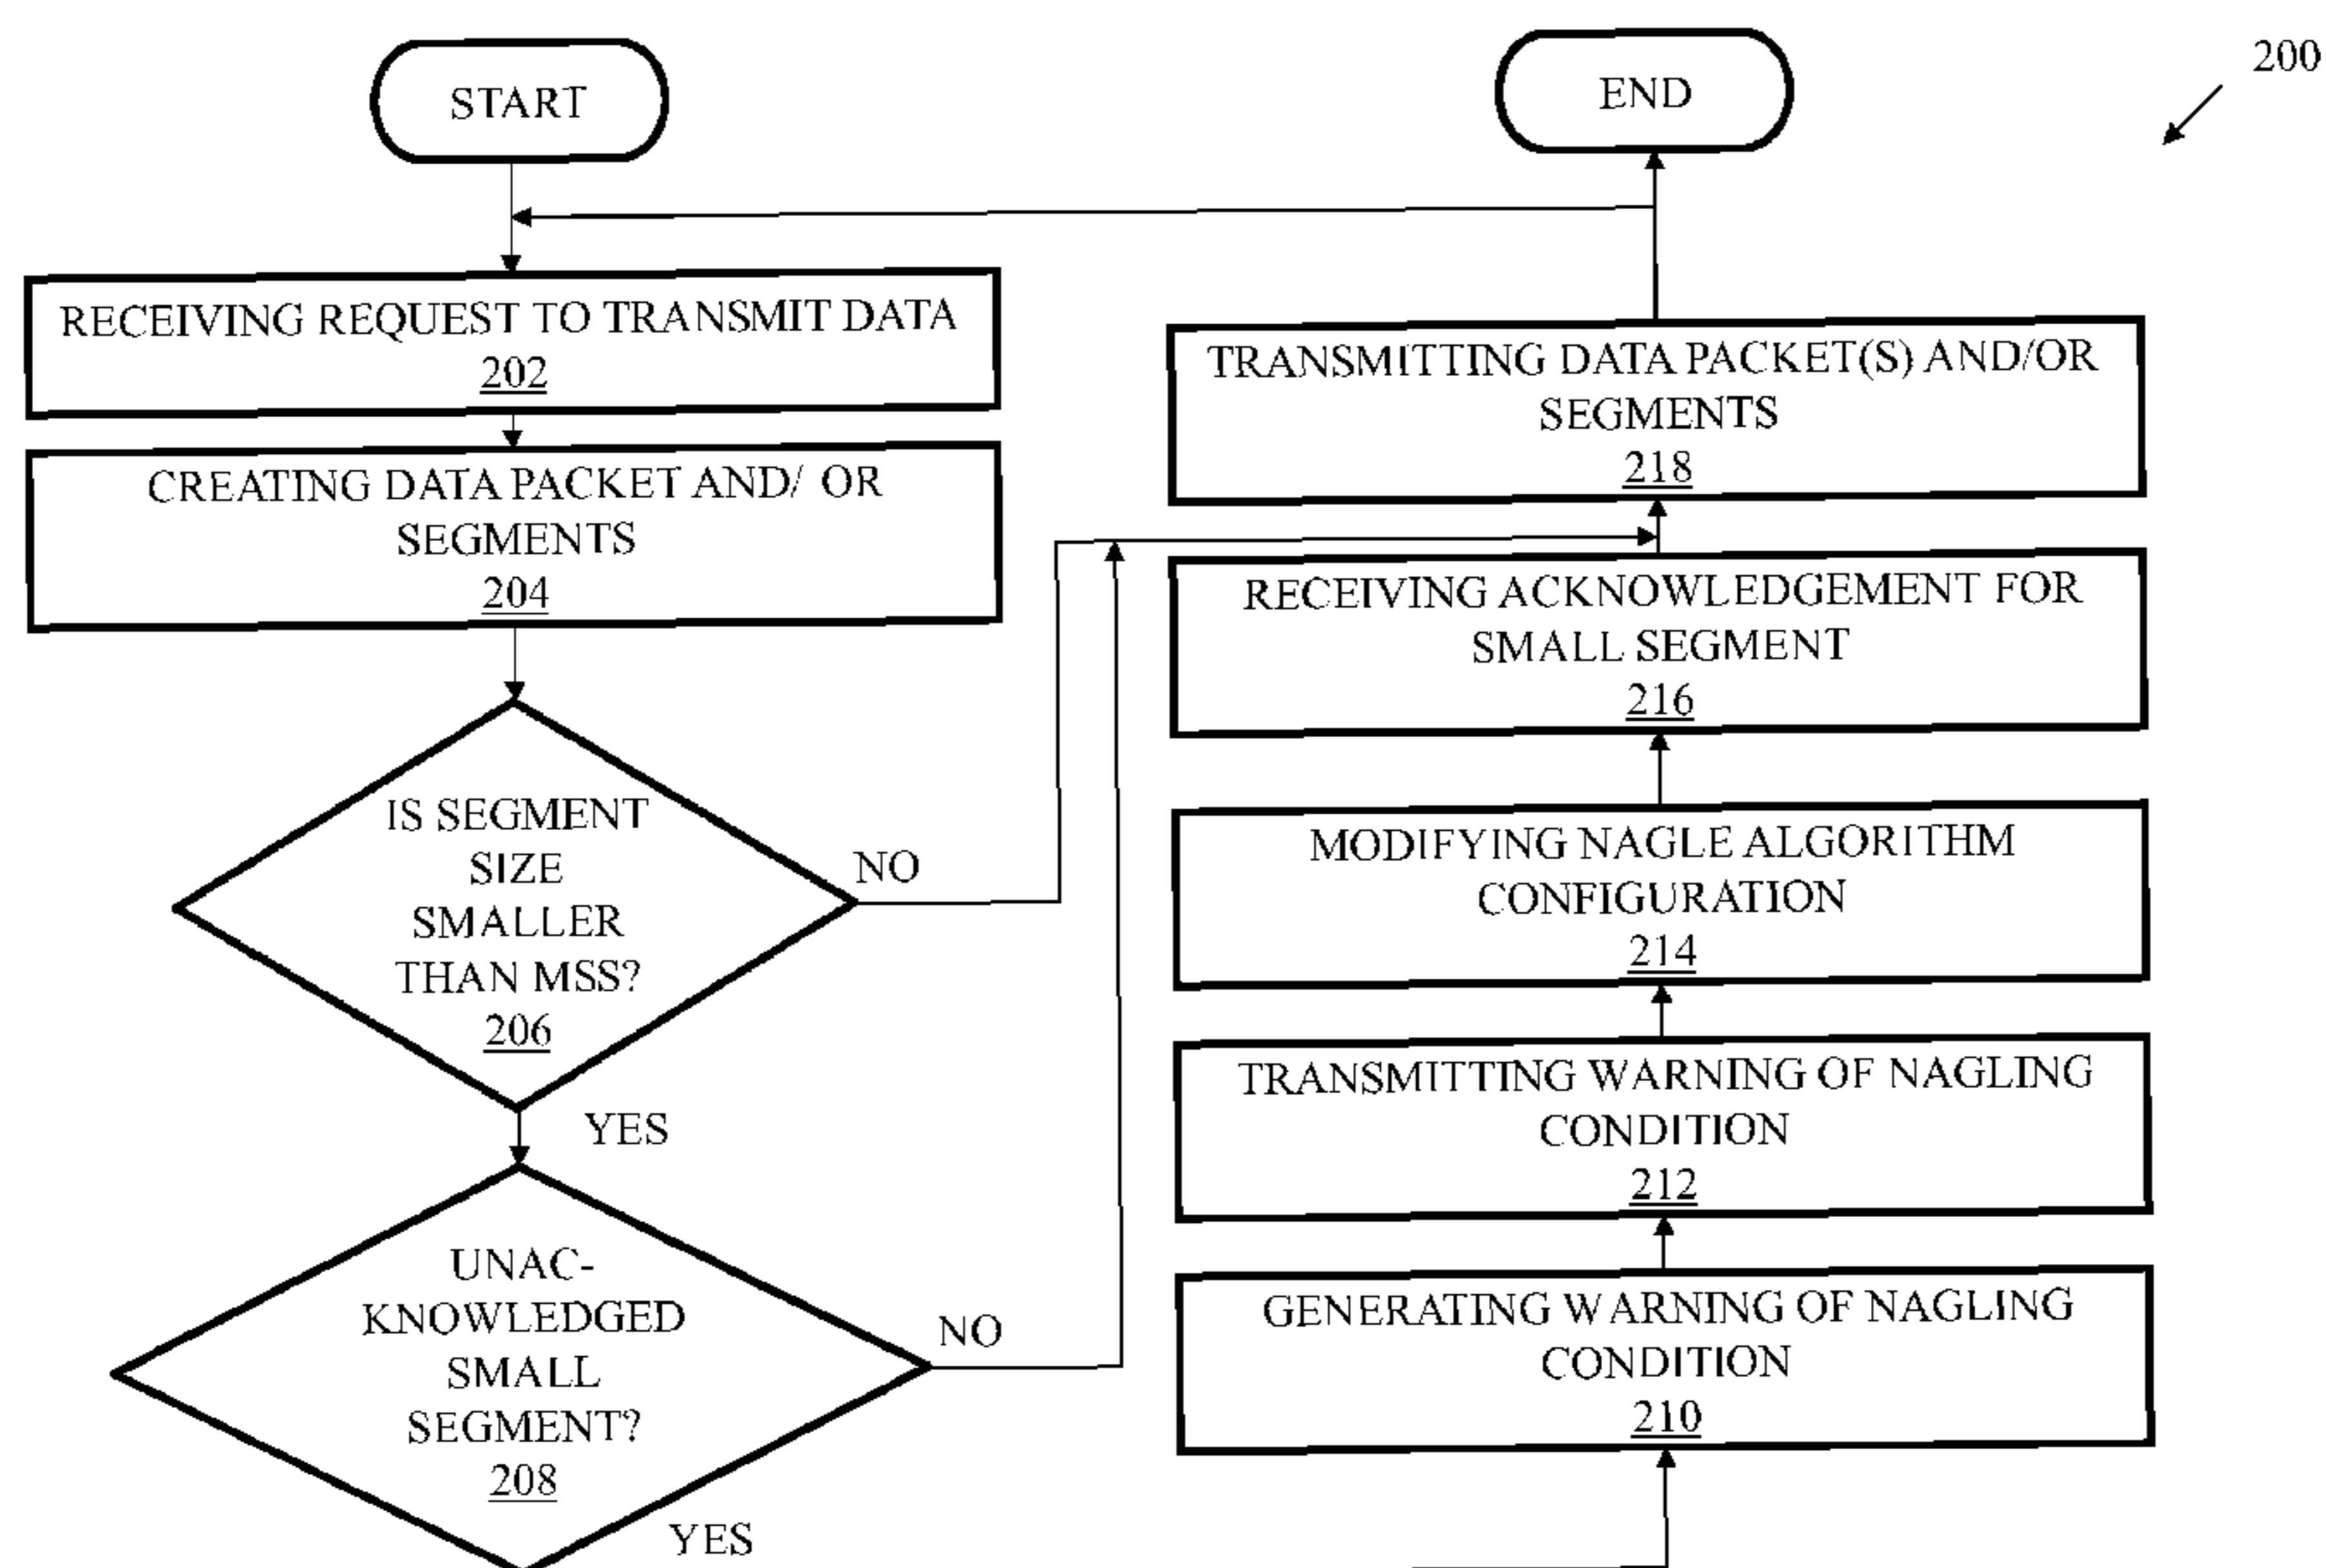 START
RECEIVING REQUEST TO TRANSMIT DATA
202
CREATING DATA PACKET AND/ OR
SEGMENTS
204
IS SEGMENT
SIZE
SMALLER
THAN MSS?
206
NO
YES
UNAC-
KNOWLEDGED
SMALL
SEGMENT?
208
NO
YES
END
200
TRANSMITTING DATA PACKET(S) AND/OR
SEGMENTS
218
RECEIVING ACKNOWLEDGEMENT FOR
SMALL SEGMENT
216
MODIFYING NAGLE ALGORITHM
CONFIGURATION
214
TRANSMITTING WARNING OF NAGLING
CONDITION
212
GENERATING WARNING OF NAGLING
CONDITION
210